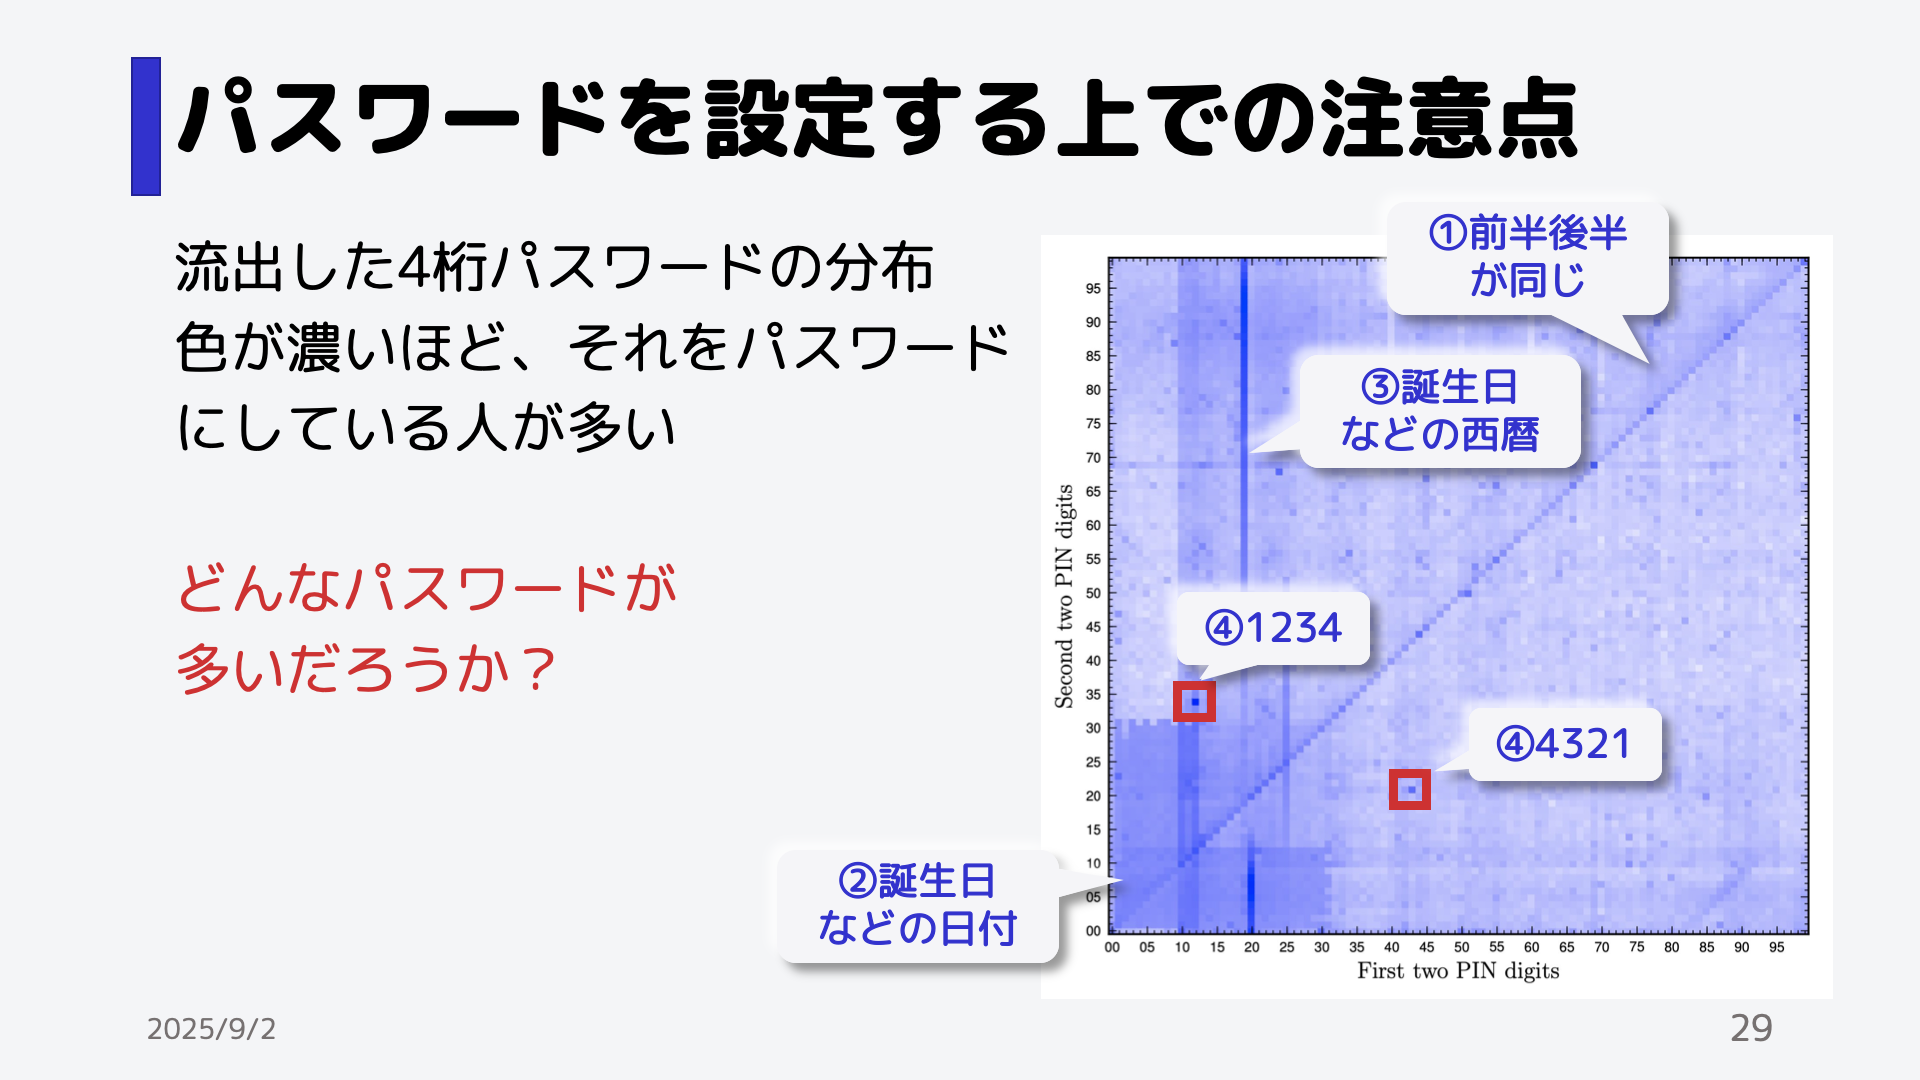 パスワードを設定する上での注意点
流出した4桁パスワードの分布
色が濃いほど、それをパスワード
にしている人が多い
どんなパスワードが
多いだろうか？
①前半後半
が同じ
③誕生日
などの西暦
④1234
④4321
②誕生日
などの日付
Second two PIN digits
95
90
85
80
75
70
65
60
55
50
45
40
35
30
25
20
15
10
05
00
00 05 10 15 20 25 30 35 40 45 50 55 60 65 70 75 80 85 90 95
First two PIN digits
2025/9/2
29